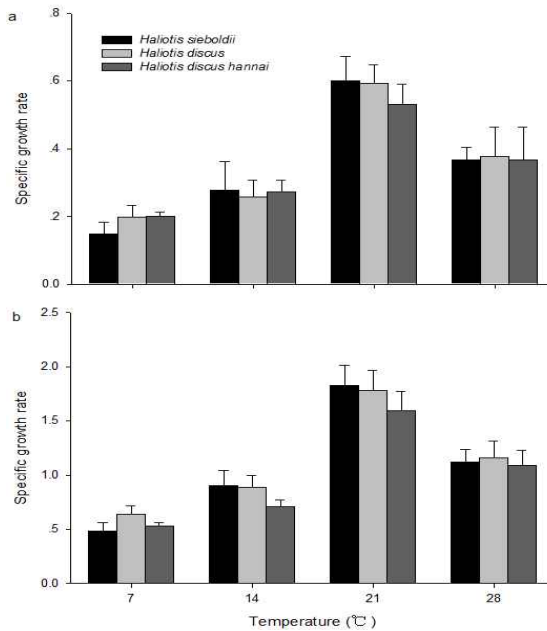 a
.8
Haliotis sieboldii
Haliotis discus
Haliotis discus hannai
.6
Specific growth rate
.4
.2
0.0
b
2.5
2.0
Specific growth rate
1.5
1.0
.5
0.0
7 14 21 28
Temperature (℃)